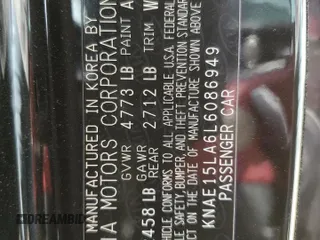 MANUFACTURED IN KOREA BY
IA MOTORS CORPORATION
GVWR 4773 LB PAINT A
GAWR
458 LB REAR 2712 LB TRIM W
HICLE CONFORMS TO ALL APPLICABLE U.S.A. FEDERAL
LE SAFETY BUMPER, AND THEFT PREVENTION STANDAR
CT ON THE DATE OF MANUFACTURE SHOWN ABOVE
KNAE15LA6L6086949
PASSENGER CAR
DREAMBID